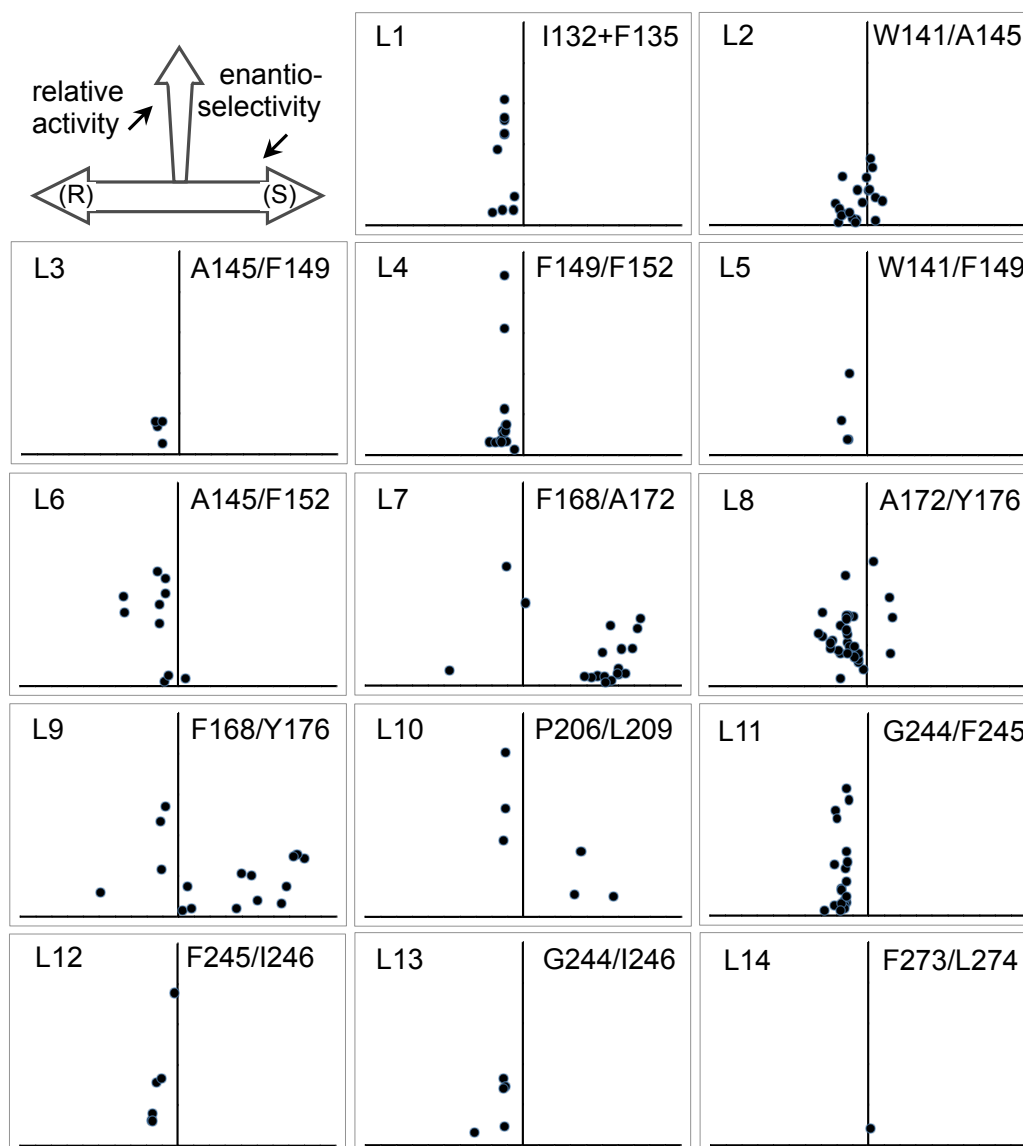 relative
activity
enantio-
selectivity
(R)
(S)
L1 I132+F135
L2 W141/A145
L3 A145/F149
L4 F149/F152
L5 W141/F149
L6 A145/F152
L7 F168/A172
L8 A172/Y176
L9 F168/Y176
L10 P206/L209
L11 G244/F245
L12 F245/I246
L13 G244/I246
L14 F273/L274